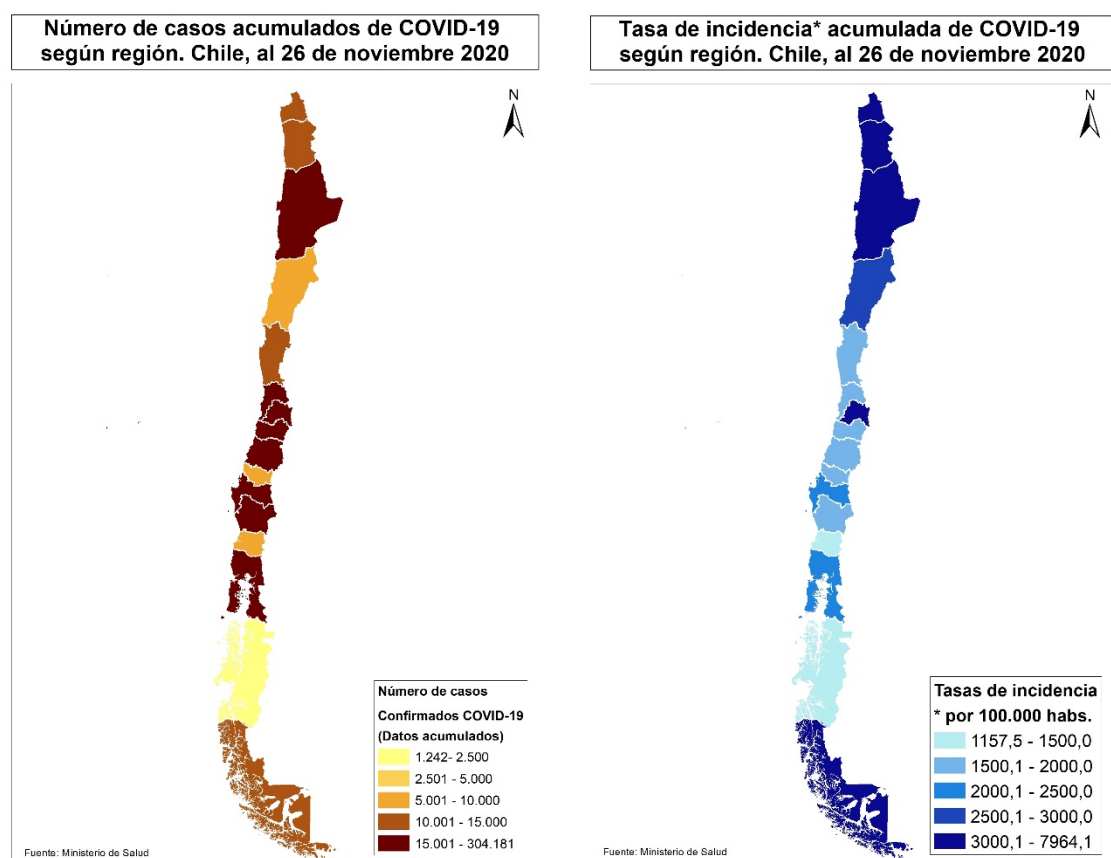 Número de casos acumulados de COVID-19
según región. Chile, al 26 de noviembre 2020
N
Número de casos
Confirmados COVID-19
(Datos acumulados)
1.242- 2.500
2.501 - 5.000
5.001 - 10.000
10.001 - 15.000
15.001 - 304.181
Fuente: Ministerio de Salud
Tasa de incidencia* acumulada de COVID-19
según región. Chile, al 26 de noviembre 2020
N
Tasas de incidencia
* por 100.000 habs.
1157,5 - 1500,0
1500,1 - 2000,0
2000,1 - 2500,0
2500,1 - 3000,0
3000,1 - 7964,1
Fuente: Ministerio de Salud